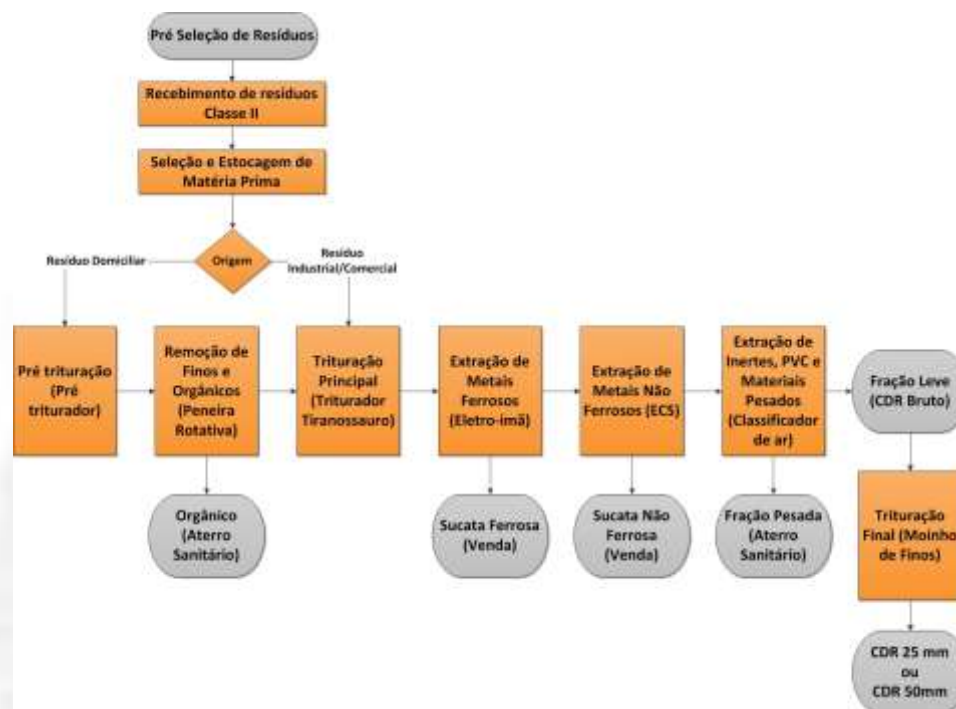 Pré Seleção de Resíduos
Recebimento de resíduos
Classe II
Seleção e Estocagem de
Matéria Prima
Origem
Resíduo Domiciliar
Resíduo
Industrial/Comercial
Pré trituração
(Pré
triturador)
Remoção de
Finos e
Orgânicos
(Peneira
Rotativa)
Trituração
Principal
(Triturador
Tiranossauro)
Extração de
Metais
Ferrosos
(Eletro-imã)
Extração de
Metais Não
Ferrosos (ECS)
Extração de
Inertes, PVC e
Materiais
Pesados
(Classificador
de ar)
Fração Leve
(CDR Bruto)
Orgânico
(Aterro
Sanitário)
Sucata Ferrosa
(Venda)
Sucata Não
Ferrosa
(Venda)
Fração Pesada
(Aterro
Sanitário)
Trituração
Final (Moinho
de Finos)
CDR 25 mm
ou
CDR 50mm